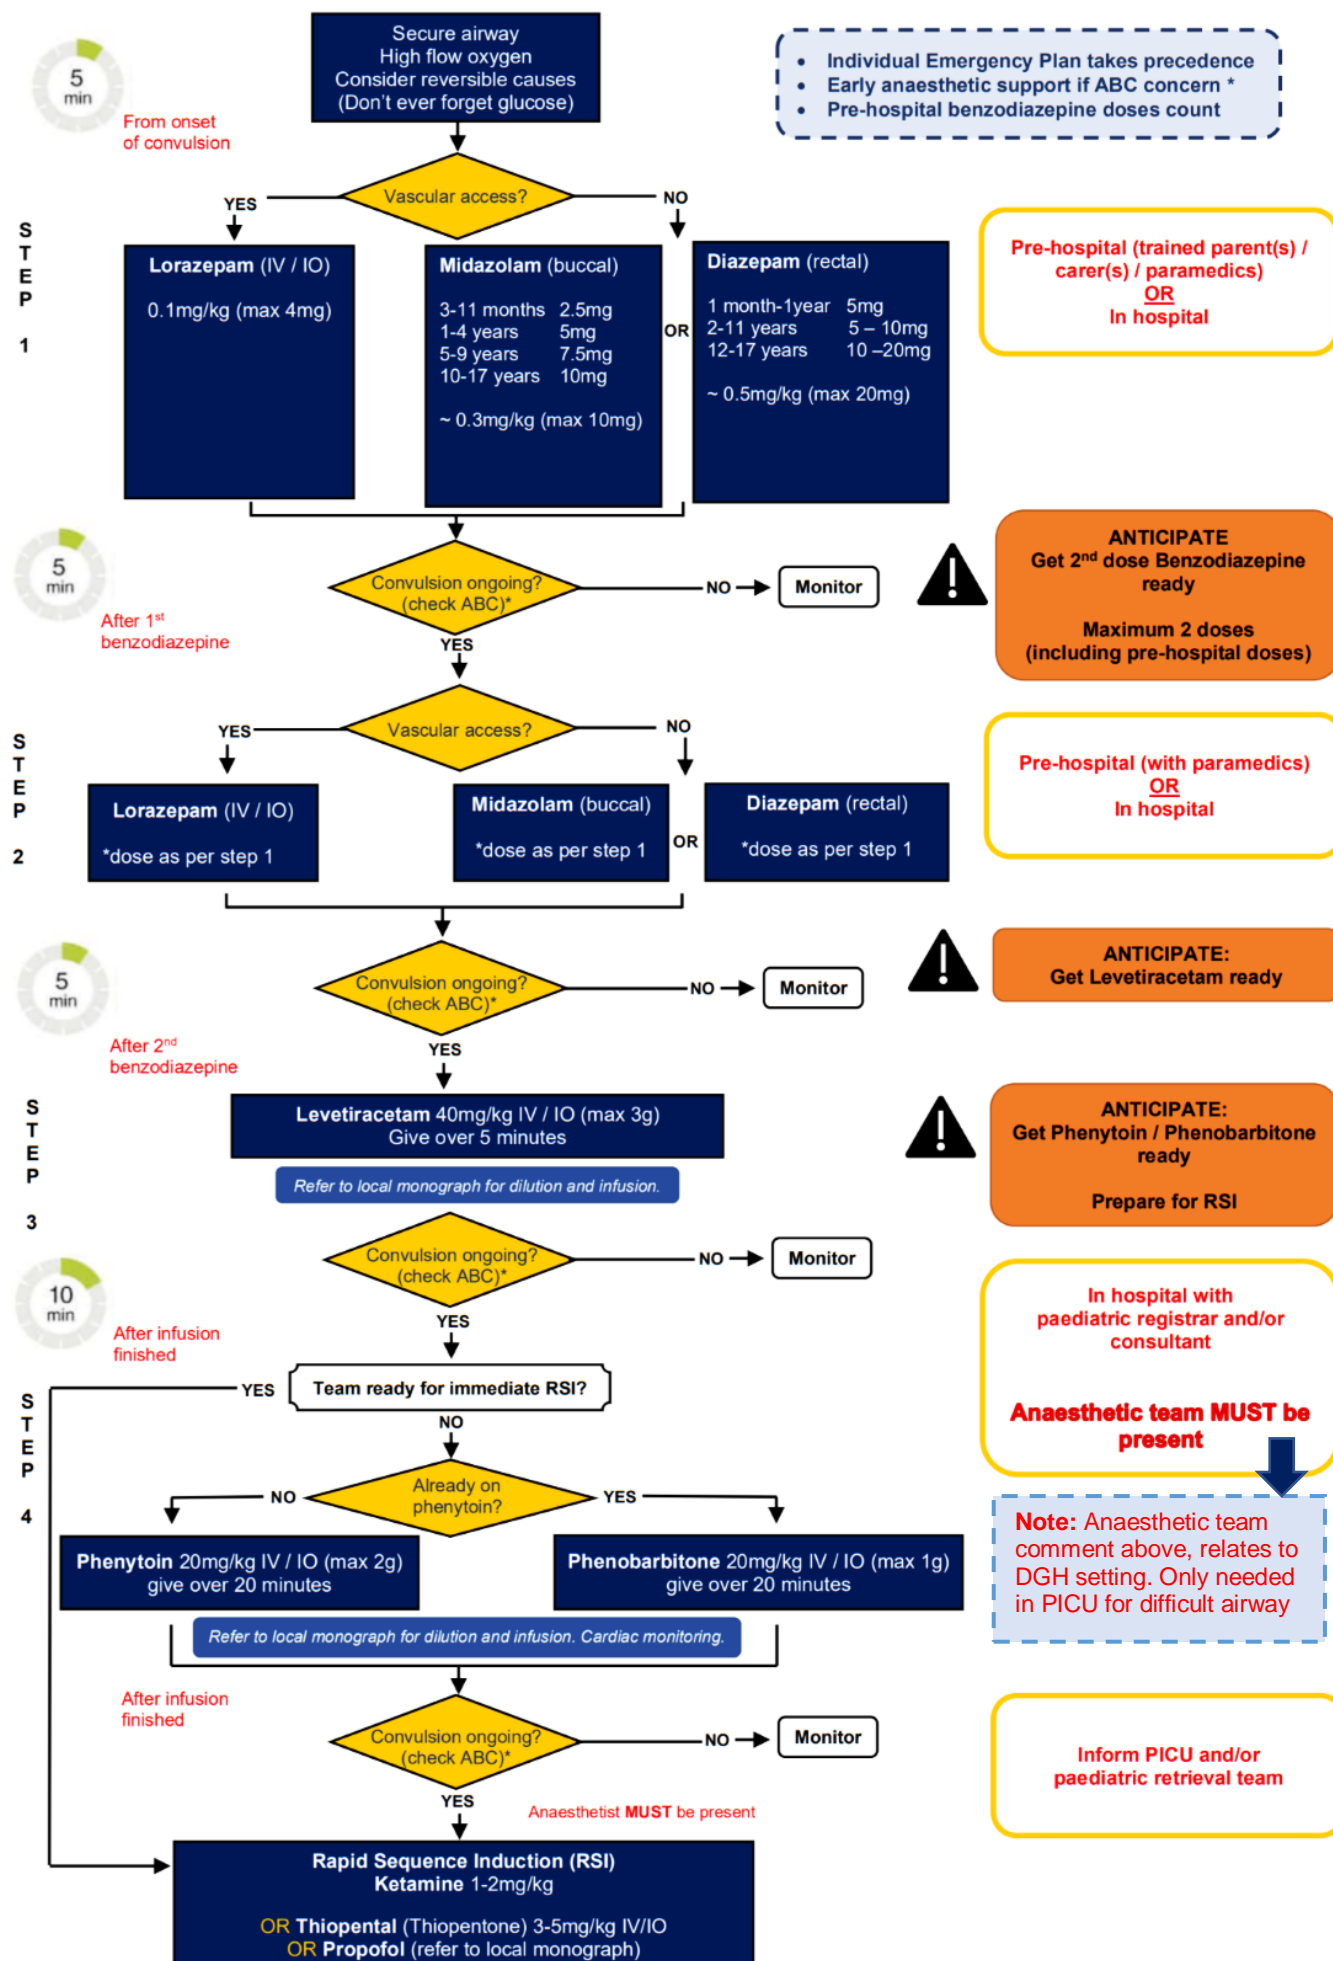 Secure airway
High flow oxygen
Consider reversible causes
(Don't ever forget glucose)
• Individual Emergency Plan takes precedence
• Early anaesthetic support if ABC concern *
• Pre-hospital benzodiazepine doses count
5
min
From onset
of convulsion
Vascular access?
YES
NO
S
T
E
P
1
Lorazepam (IV / IO)
0.1mg/kg (max 4mg)
Midazolam (buccal)
3-11 months 2.5mg
1-4 years 5mg
5-9 years 7.5mg
10-17 years 10mg
~ 0.3mg/kg (max 10mg)
OR
Diazepam (rectal)
1 month-1year 5mg
2-11 years 5 – 10mg
12-17 years 10 –20mg
~ 0.5mg/kg (max 20mg)
Pre-hospital (trained parent(s) /
carer(s) / paramedics)
OR
In hospital
5
min
After 1st
benzodiazepine
Convulsion ongoing?
(check ABC)*
NO
Monitor
YES
ANTICIPATE
Get 2nd dose Benzodiazepine
ready
Maximum 2 doses
(including pre-hospital doses)
Vascular access?
YES
NO
S
T
E
P
2
Lorazepam (IV / IO)
*dose as per step 1
Midazolam (buccal)
*dose as per step 1
OR
Diazepam (rectal)
*dose as per step 1
Pre-hospital (with paramedics)
OR
In hospital
5
min
After 2nd
benzodiazepine
Convulsion ongoing?
(check ABC)*
NO
Monitor
YES
ANTICIPATE:
Get Levetiracetam ready
S
T
E
P
3
Levetiracetam 40mg/kg IV / IO (max 3g)
Give over 5 minutes
Refer to local monograph for dilution and infusion.
ANTICIPATE:
Get Phenytoin / Phenobarbitone
ready
Prepare for RSI
10
min
After infusion
finished
Convulsion ongoing?
(check ABC)*
NO
Monitor
YES
In hospital with
paediatric registrar and/or
consultant
Anaesthetic team MUST be
present
S
T
E
P
4
YES
Team ready for immediate RSI?
NO
Already on
phenytoin?
NO
YES
Phenytoin 20mg/kg IV / IO (max 2g)
give over 20 minutes
Phenobarbitone 20mg/kg IV / IO (max 1g)
give over 20 minutes
Refer to local monograph for dilution and infusion. Cardiac monitoring.
Note: Anaesthetic team
comment above, relates to
DGH setting. Only needed
in PICU for difficult airway
After infusion
finished
Convulsion ongoing?
(check ABC)*
NO
Monitor
YES
Anaesthetist MUST be present
Inform PICU and/or
paediatric retrieval team
Rapid Sequence Induction (RSI)
Ketamine 1-2mg/kg
OR Thiopental (Thiopentone) 3-5mg/kg IV/IO
OR Propofol (refer to local monograph)